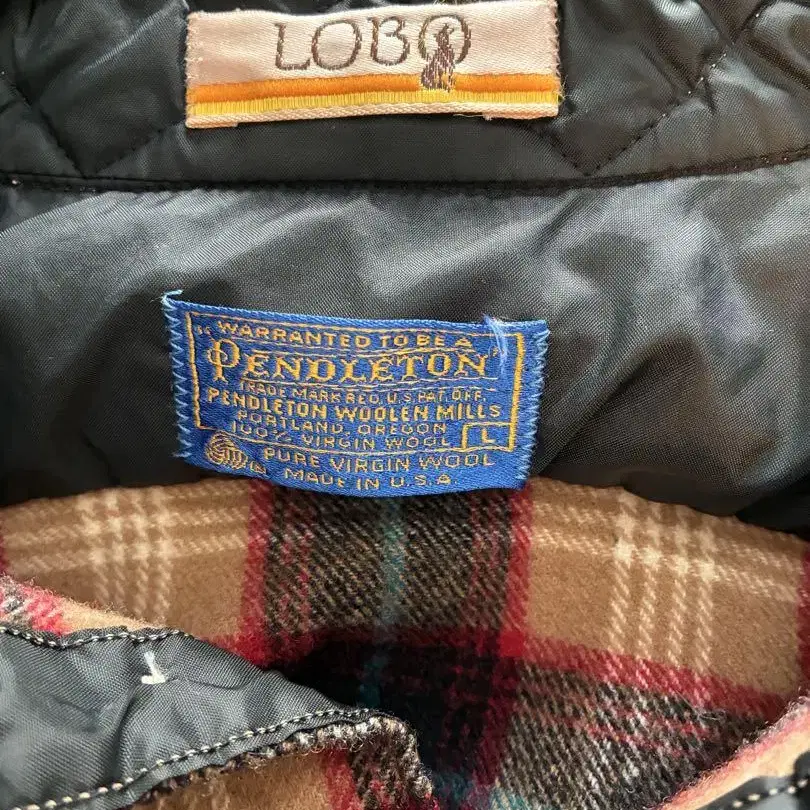 LOBO
"WARRANTED TO BE A
PENDLETON"
TRADE MARK REG. U.S. PAT. OFF.
PENDLETON WOOLEN MILLS
PORTLAND, OREGON
100% VIRGIN WOOL L
PURE VIRGIN WOOL
MADE IN U.S.A.